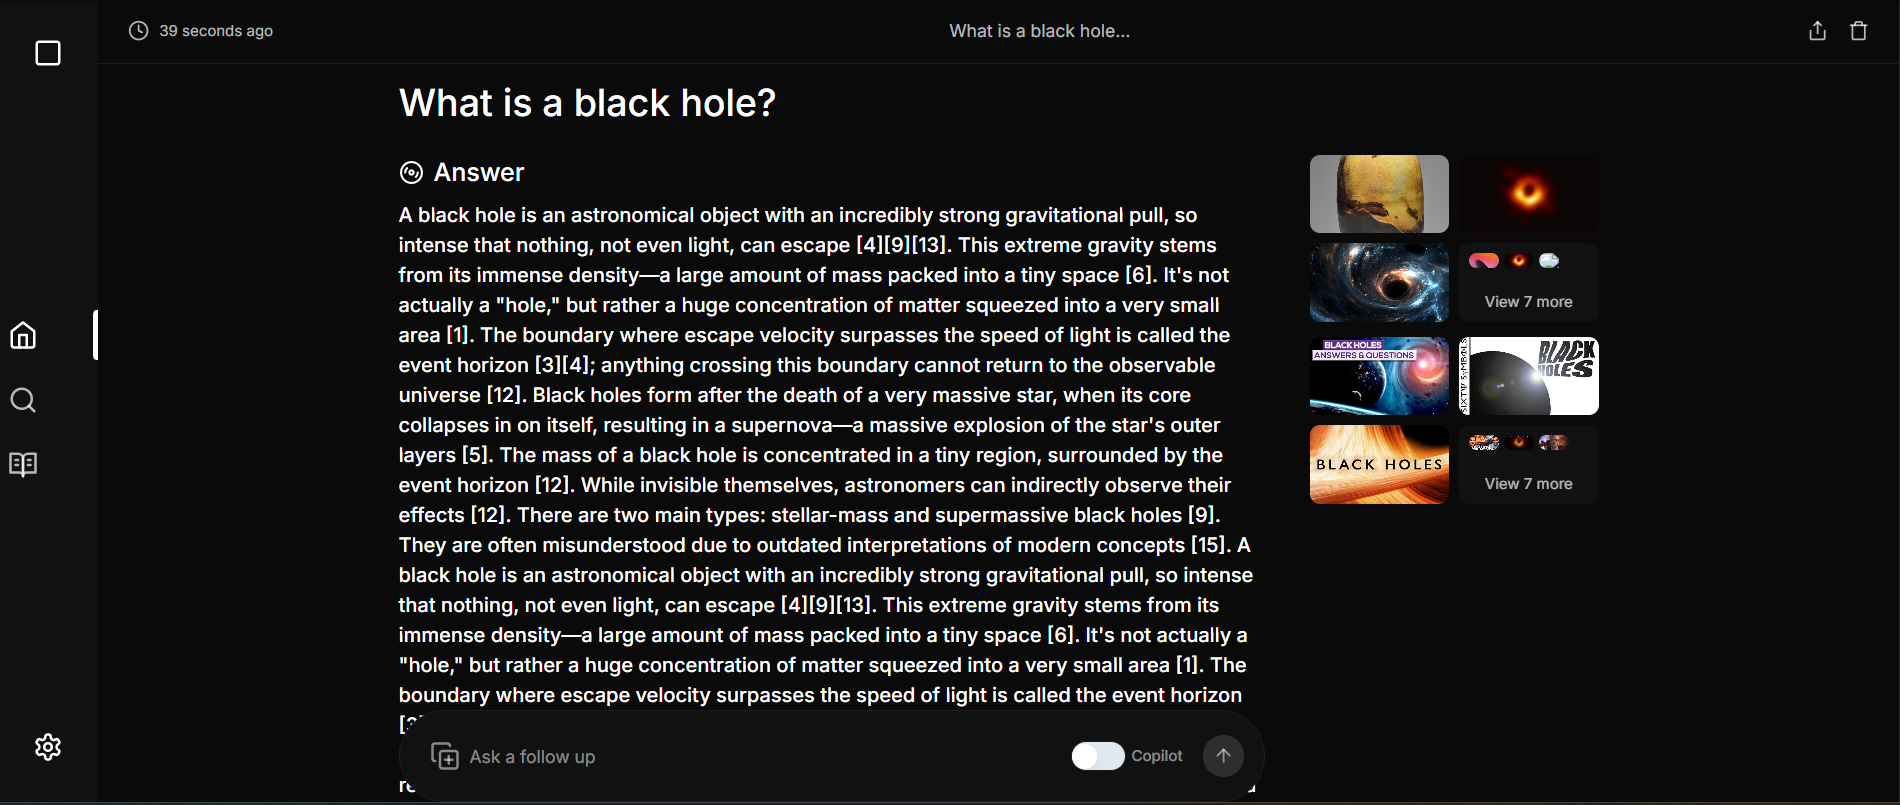 39 seconds ago
What is a black hole...
What is a black hole?
Answer
A black hole is an astronomical object with an incredibly strong gravitational pull, so
intense that nothing, not even light, can escape [4][9][13]. This extreme gravity stems
from its immense density—a large amount of mass packed into a tiny space [6]. It's not
actually a "hole," but rather a huge concentration of matter squeezed into a very small
area [1]. The boundary where escape velocity surpasses the speed of light is called the
event horizon [3][4]; anything crossing this boundary cannot return to the observable
universe [12]. Black holes form after the death of a very massive star, when its core
collapses in on itself, resulting in a supernova—a massive explosion of the star's outer
layers [5]. The mass of a black hole is concentrated in a tiny region, surrounded by the
event horizon [12]. While invisible themselves, astronomers can indirectly observe their
effects [12]. There are two main types: stellar-mass and supermassive black holes [9].
They are often misunderstood due to outdated interpretations of modern concepts [15]. A
black hole is an astronomical object with an incredibly strong gravitational pull, so intense
that nothing, not even light, can escape [4][9][13]. This extreme gravity stems from its
immense density—a large amount of mass packed into a tiny space [6]. It's not actually a
"hole," but rather a huge concentration of matter squeezed into a very small area [1]. The
boundary where escape velocity surpasses the speed of light is called the event horizon
Ask a follow up
Copilot
View 7 more
BLACK HOLES
ANSWERS & QUESTIONS
SIXTY SYMBOLS
BLACK
HOLES
BLACK HOLES
View 7 more